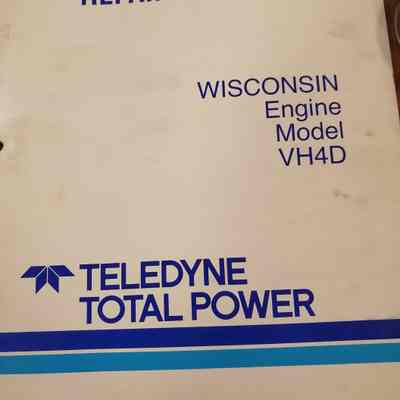 WISCONSIN
Engine
Model
VH4D
TELEDYNE
TOTAL POWER